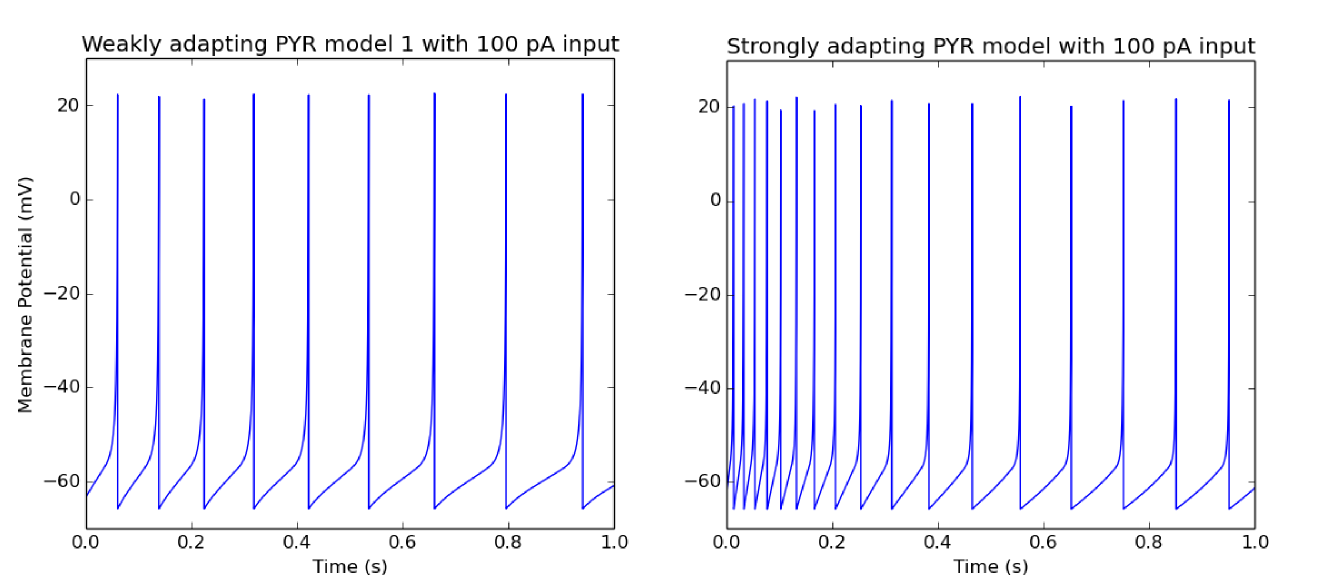 Weakly adapting PYR model 1 with 100 pA input
Membrane Potential (mV)
20
0
−20
−40
−60
0.0 0.2 0.4 0.6 0.8 1.0
Time (s)
Strongly adapting PYR model with 100 pA input
20
0
−20
−40
−60
0.0 0.2 0.4 0.6 0.8 1.0
Time (s)